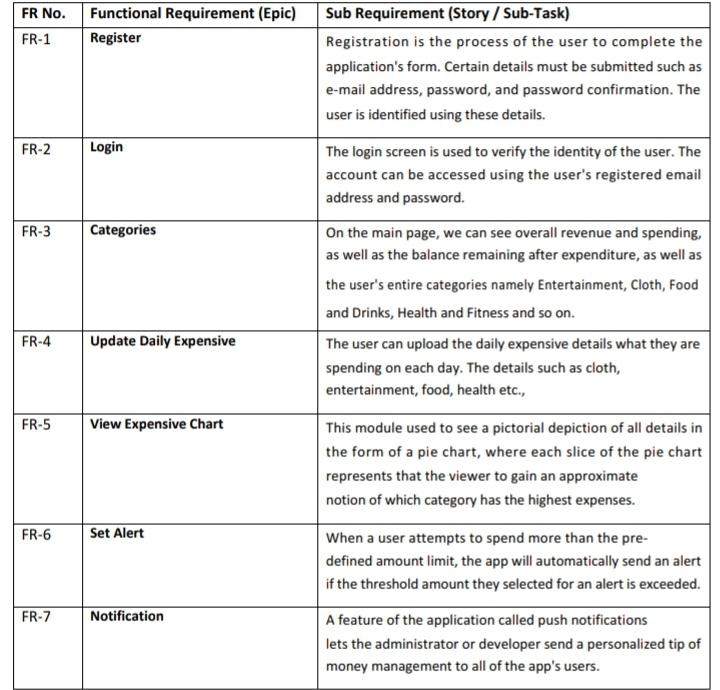 FR No. Functional Requirement (Epic) Sub Requirement (Story / Sub-Task)
FR-1 Register Registration is the process of the user to complete the
application's form. Certain details must be submitted such as
e-mail address, password, and password confirmation. The
user is identified using these details.
FR-2 Login The login screen is used to verify the identity of the user. The
account can be accessed using the user's registered email
address and password.
FR-3 Categories On the main page, we can see overall revenue and spending,
as well as the balance remaining after expenditure, as well as
the user's entire categories namely Entertainment, Cloth, Food
and Drinks, Health and Fitness and so on.
FR-4 Update Daily Expensive The user can upload the daily expensive details what they are
spending on each day. The details such as cloth,
entertainment, food, health etc.,
FR-5 View Expensive Chart This module used to see a pictorial depiction of all details in
the form of a pie chart, where each slice of the pie chart
represents that the viewer to gain an approximate
notion of which category has the highest expenses.
FR-6 Set Alert When a user attempts to spend more than the pre-
defined amount limit, the app will automatically send an alert
if the threshold amount they selected for an alert is exceeded.
FR-7 Notification A feature of the application called push notifications
lets the administrator or developer send a personalized tip of
money management to all of the app's users.